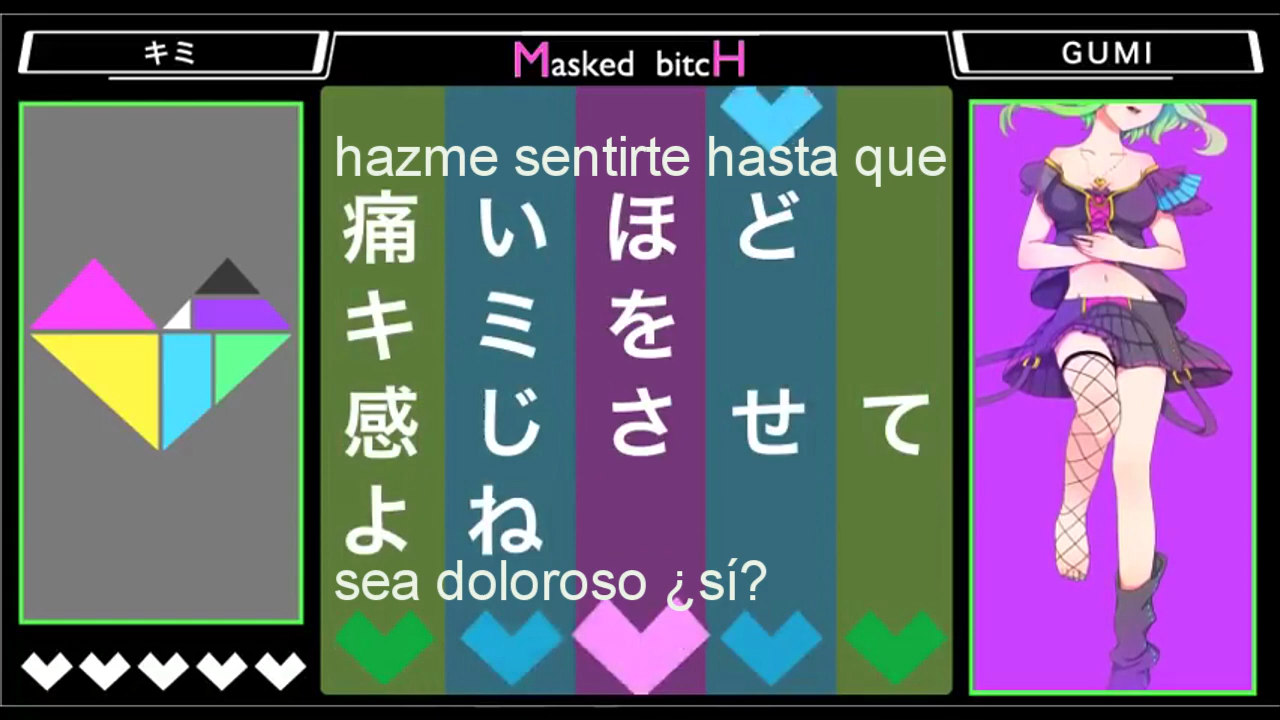 キミ
Masked bitcH
GUMI
hazme sentirte hasta que
痛いほど
キミを
感じさせて
よね
sea doloroso ¿sí?